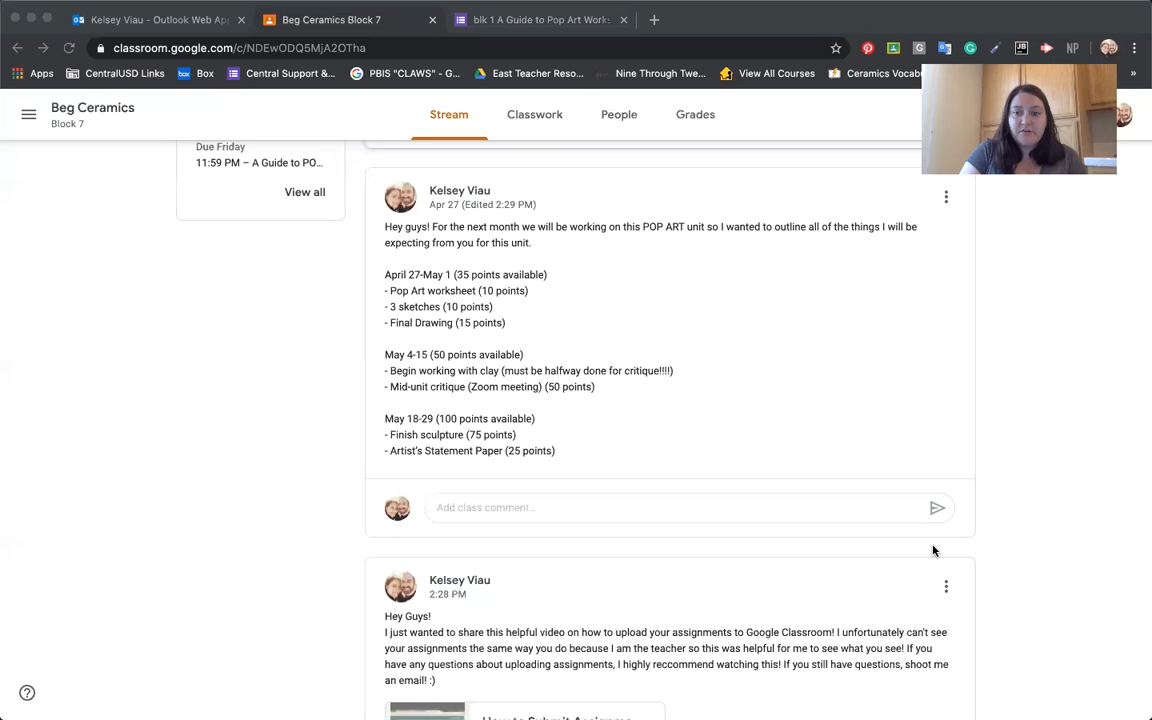 Kelsey Viau - Outlook Web Ap
Beg Ceramics Block 7
blk 1 A Guide to Pop Art Works
classroom.google.com/c/NDEwODQ5MjA2OTha
Apps
CentralUSD Links
box
Box
Central Support &...
PBIS "CLAWS" - G...
East Teacher Reso...
Nine Through Twe...
View All Courses
Ceramics Vocabu
Beg Ceramics
Block 7
Stream
Classwork
People
Grades
Due Friday
11:59 PM – A Guide to PO...
View all
Kelsey Viau
Apr 27 (Edited 2:29 PM)
Hey guys! For the next month we will be working on this POP ART unit so I wanted to outline all of the things I will be
expecting from you for this unit.
April 27-May 1 (35 points available)
- Pop Art worksheet (10 points)
- 3 sketches (10 points)
- Final Drawing (15 points)
May 4-15 (50 points available)
- Begin working with clay (must be halfway done for critique!!!!)
- Mid-unit critique (Zoom meeting) (50 points)
May 18-29 (100 points available)
- Finish sculpture (75 points)
- Artist's Statement Paper (25 points)
Add class comment...
Kelsey Viau
2:28 PM
Hey Guys!
I just wanted to share this helpful video on how to upload your assignments to Google Classroom! I unfortunately can't see
your assignments the same way you do because I am the teacher so this was helpful for me to see what you see! If you
have any questions about uploading assignments, I highly reccommend watching this! If you still have questions, shoot me
an email! :)
How to Submit Assignme